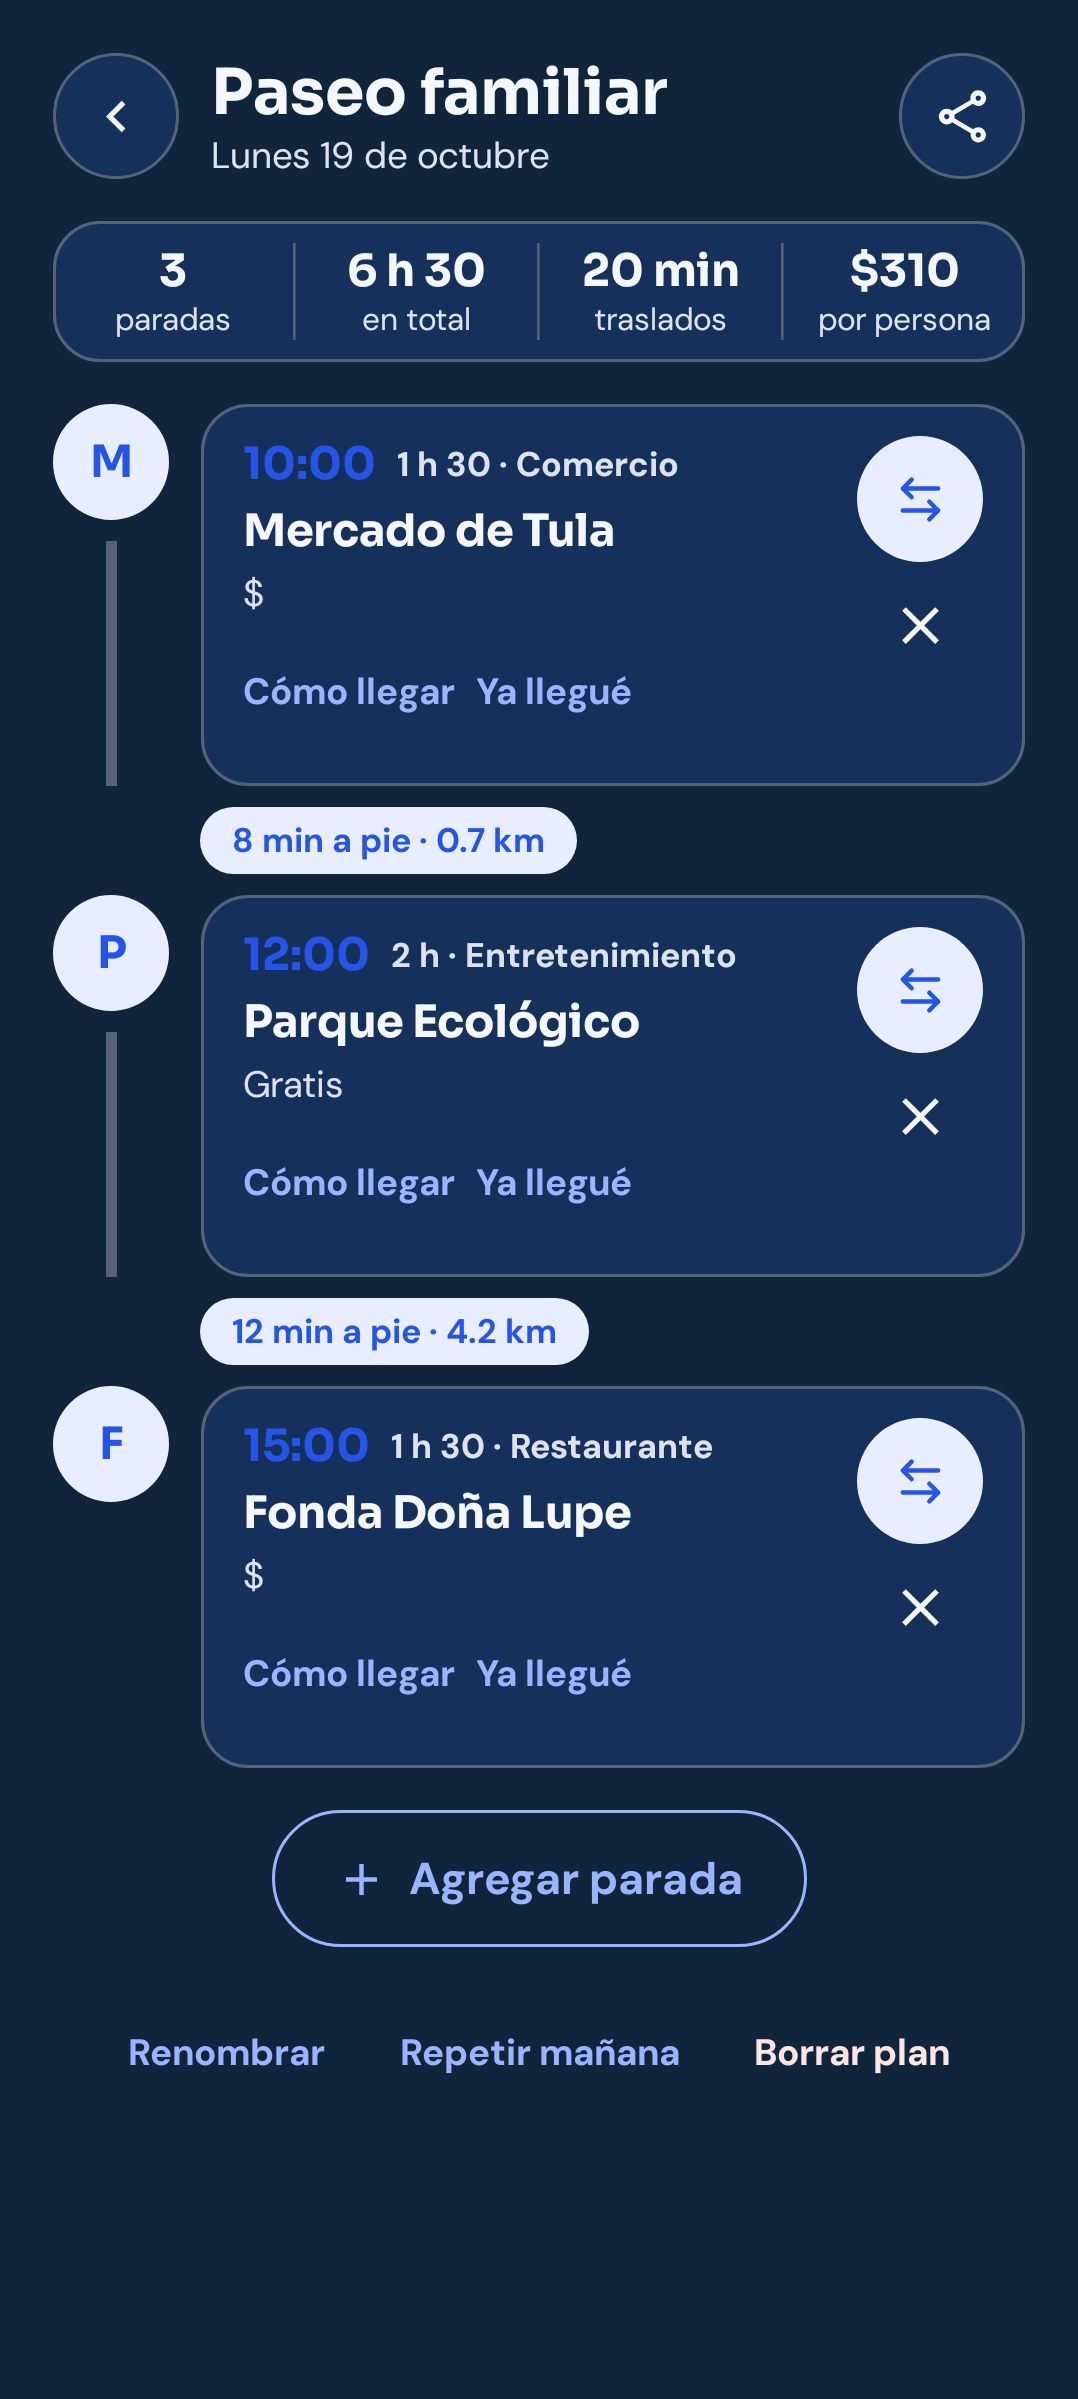 Paseo familiar
Lunes 19 de octubre
3
paradas
6 h 30
en total
20 min
traslados
$310
por persona
M
10:00 1 h 30 · Comercio
Mercado de Tula
$
Cómo llegar Ya llegué
8 min a pie · 0.7 km
P
12:00 2 h · Entretenimiento
Parque Ecológico
Gratis
Cómo llegar Ya llegué
12 min a pie · 4.2 km
F
15:00 1 h 30 · Restaurante
Fonda Doña Lupe
$
Cómo llegar Ya llegué
+ Agregar parada
Renombrar
Repetir mañana
Borrar plan